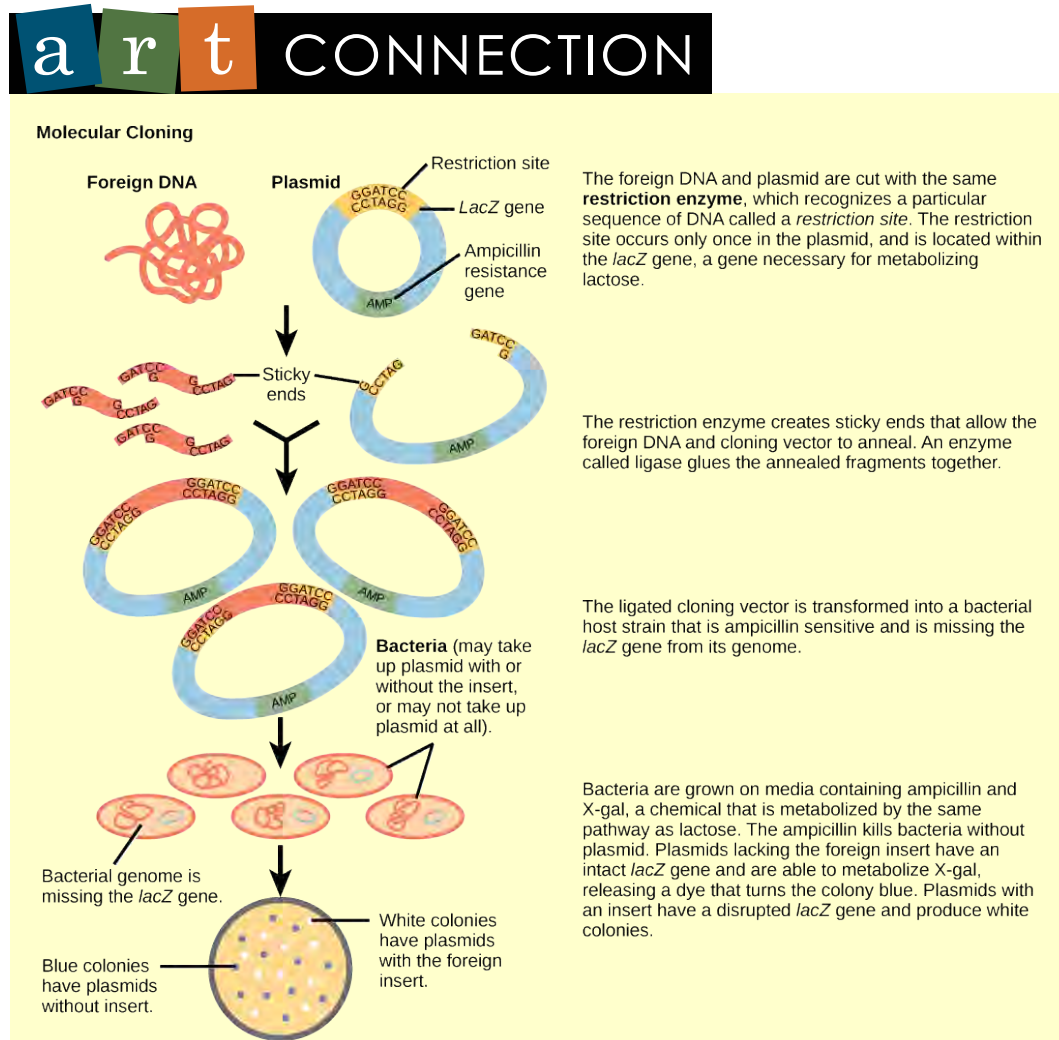 art CONNECTION
Molecular Cloning
Foreign DNA
Plasmid
Restriction site
GGATCC
CCTAGG
LacZ gene
Ampicillin
resistance
gene
AMP
The foreign DNA and plasmid are cut with the same
restriction enzyme, which recognizes a particular
sequence of DNA called a restriction site. The restriction
site occurs only once in the plasmid, and is located within
the lacZ gene, a gene necessary for metabolizing
lactose.
GATCC
G
G
CCTAG
GATCC
G
G
CCTAG
GATCC
G
G
CCTAG
Sticky
ends
G
CCTAG
GATCC
G
AMP
The restriction enzyme creates sticky ends that allow the
foreign DNA and cloning vector to anneal. An enzyme
called ligase glues the annealed fragments together.
GGATCC
CCTAGG
GGATCC
CCTAGG
AMP
GGATCC
CCTAGG
GGATCC
CCTAGG
AMP
GGATCC
CCTAGG
GGATCC
CCTAGG
AMP
The ligated cloning vector is transformed into a bacterial
host strain that is ampicillin sensitive and is missing the
lacZ gene from its genome.
Bacteria (may take
up plasmid with or
without the insert,
or may not take up
plasmid at all).
Bacteria are grown on media containing ampicillin and
X-gal, a chemical that is metabolized by the same
pathway as lactose. The ampicillin kills bacteria without
plasmid. Plasmids lacking the foreign insert have an
intact lacZ gene and are able to metabolize X-gal,
releasing a dye that turns the colony blue. Plasmids with
an insert have a disrupted lacZ gene and produce white
colonies.
Bacterial genome is
missing the lacZ gene.
White colonies
have plasmids
with the foreign
insert.
Blue colonies
have plasmids
without insert.